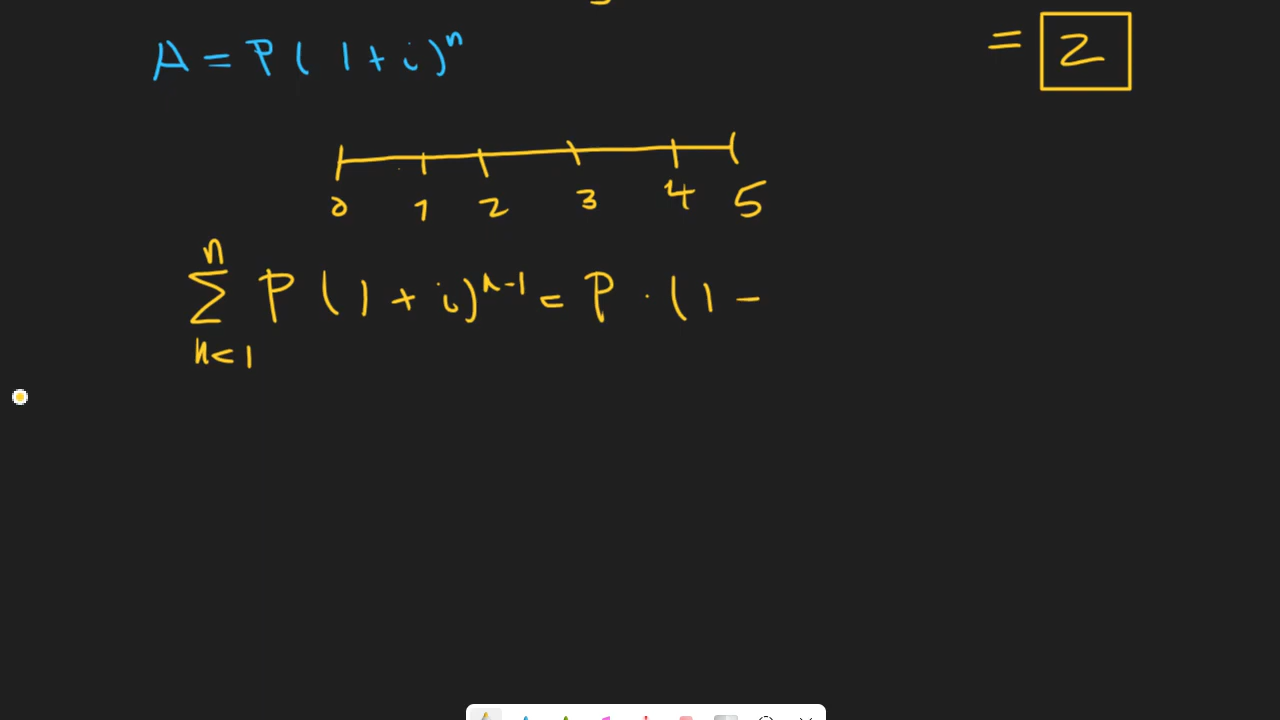 A = P ( 1 + i )^n
= 2
0 1 2 3 4 5
n
Σ P ( 1 + i )^{n-1} = P · ( 1 -
n < 1